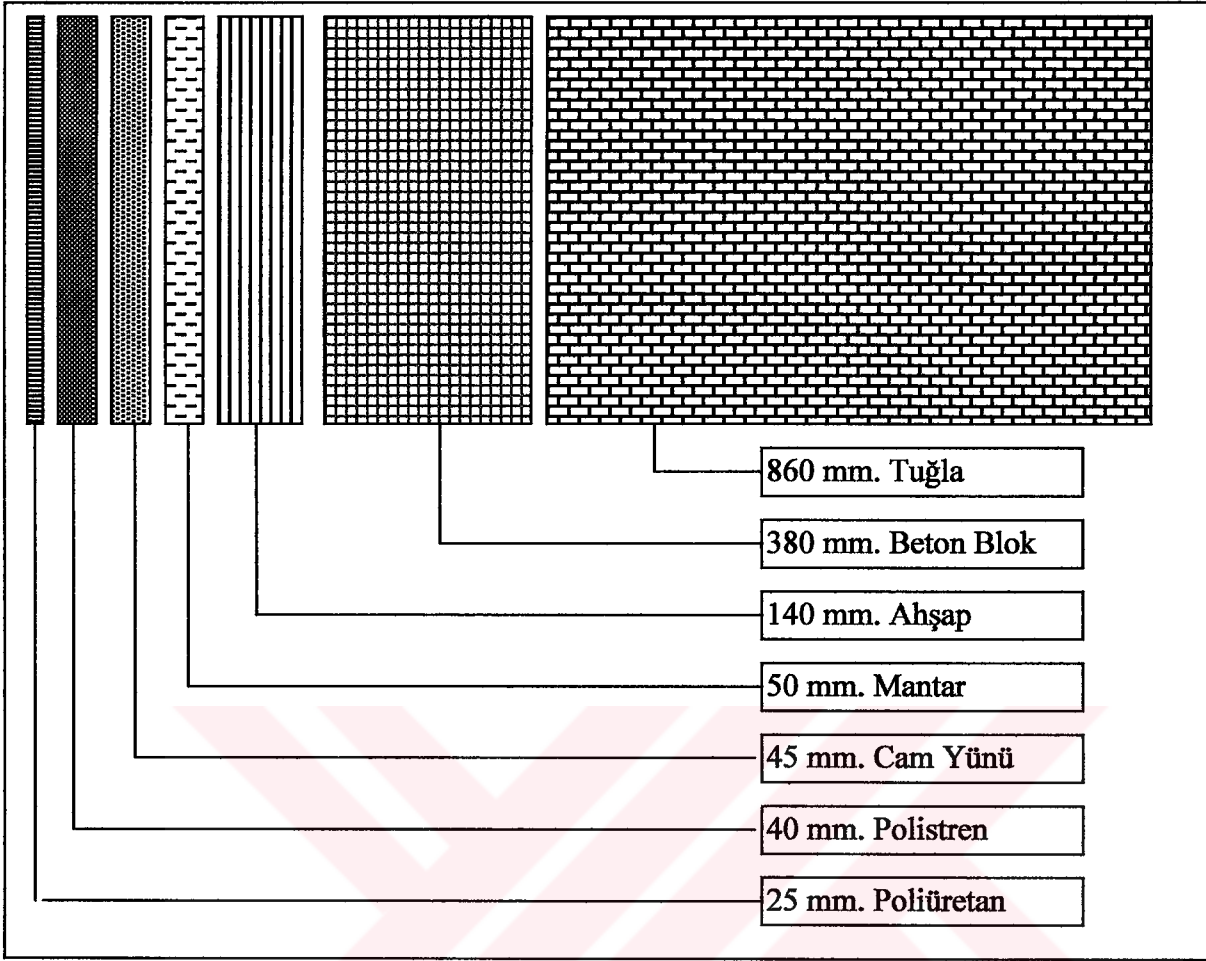 860 mm. Tuğla
380 mm. Beton Blok
140 mm. Ahşap
50 mm. Mantar
45 mm. Cam Yünü
40 mm. Polistren
25 mm. Poliüretan